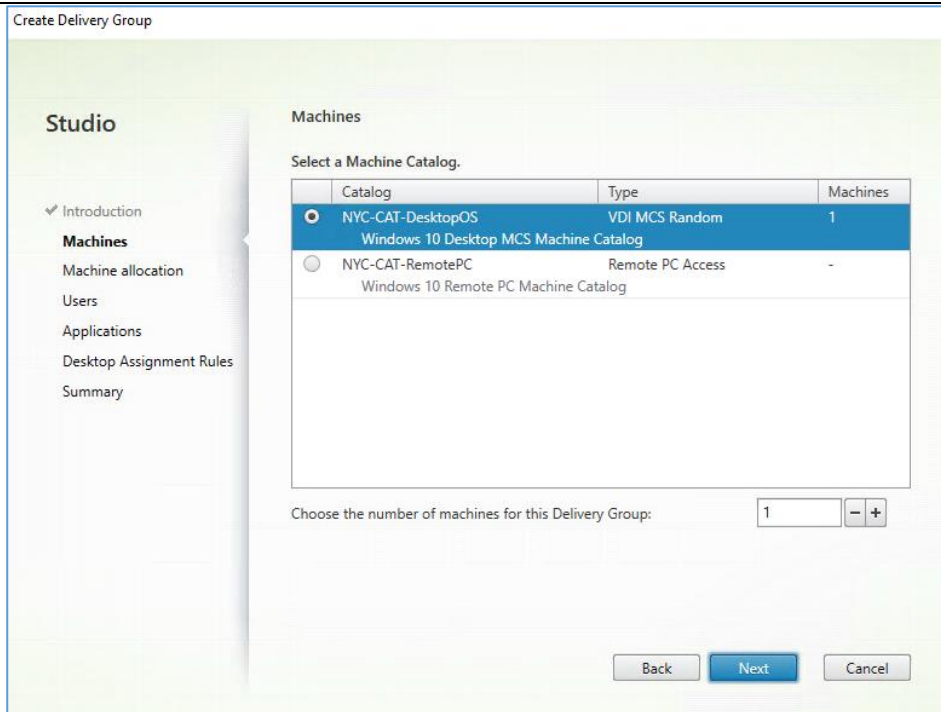 Create Delivery Group
Studio
Introduction
Machines
Machine allocation
Users
Applications
Desktop Assignment Rules
Summary
Machines
Select a Machine Catalog.
Catalog Type Machines
NYC-CAT-DesktopOS VDI MCS Random 1
Windows 10 Desktop MCS Machine Catalog
NYC-CAT-RemotePC Remote PC Access -
Windows 10 Remote PC Machine Catalog
Choose the number of machines for this Delivery Group: 1 - +
Back Next Cancel